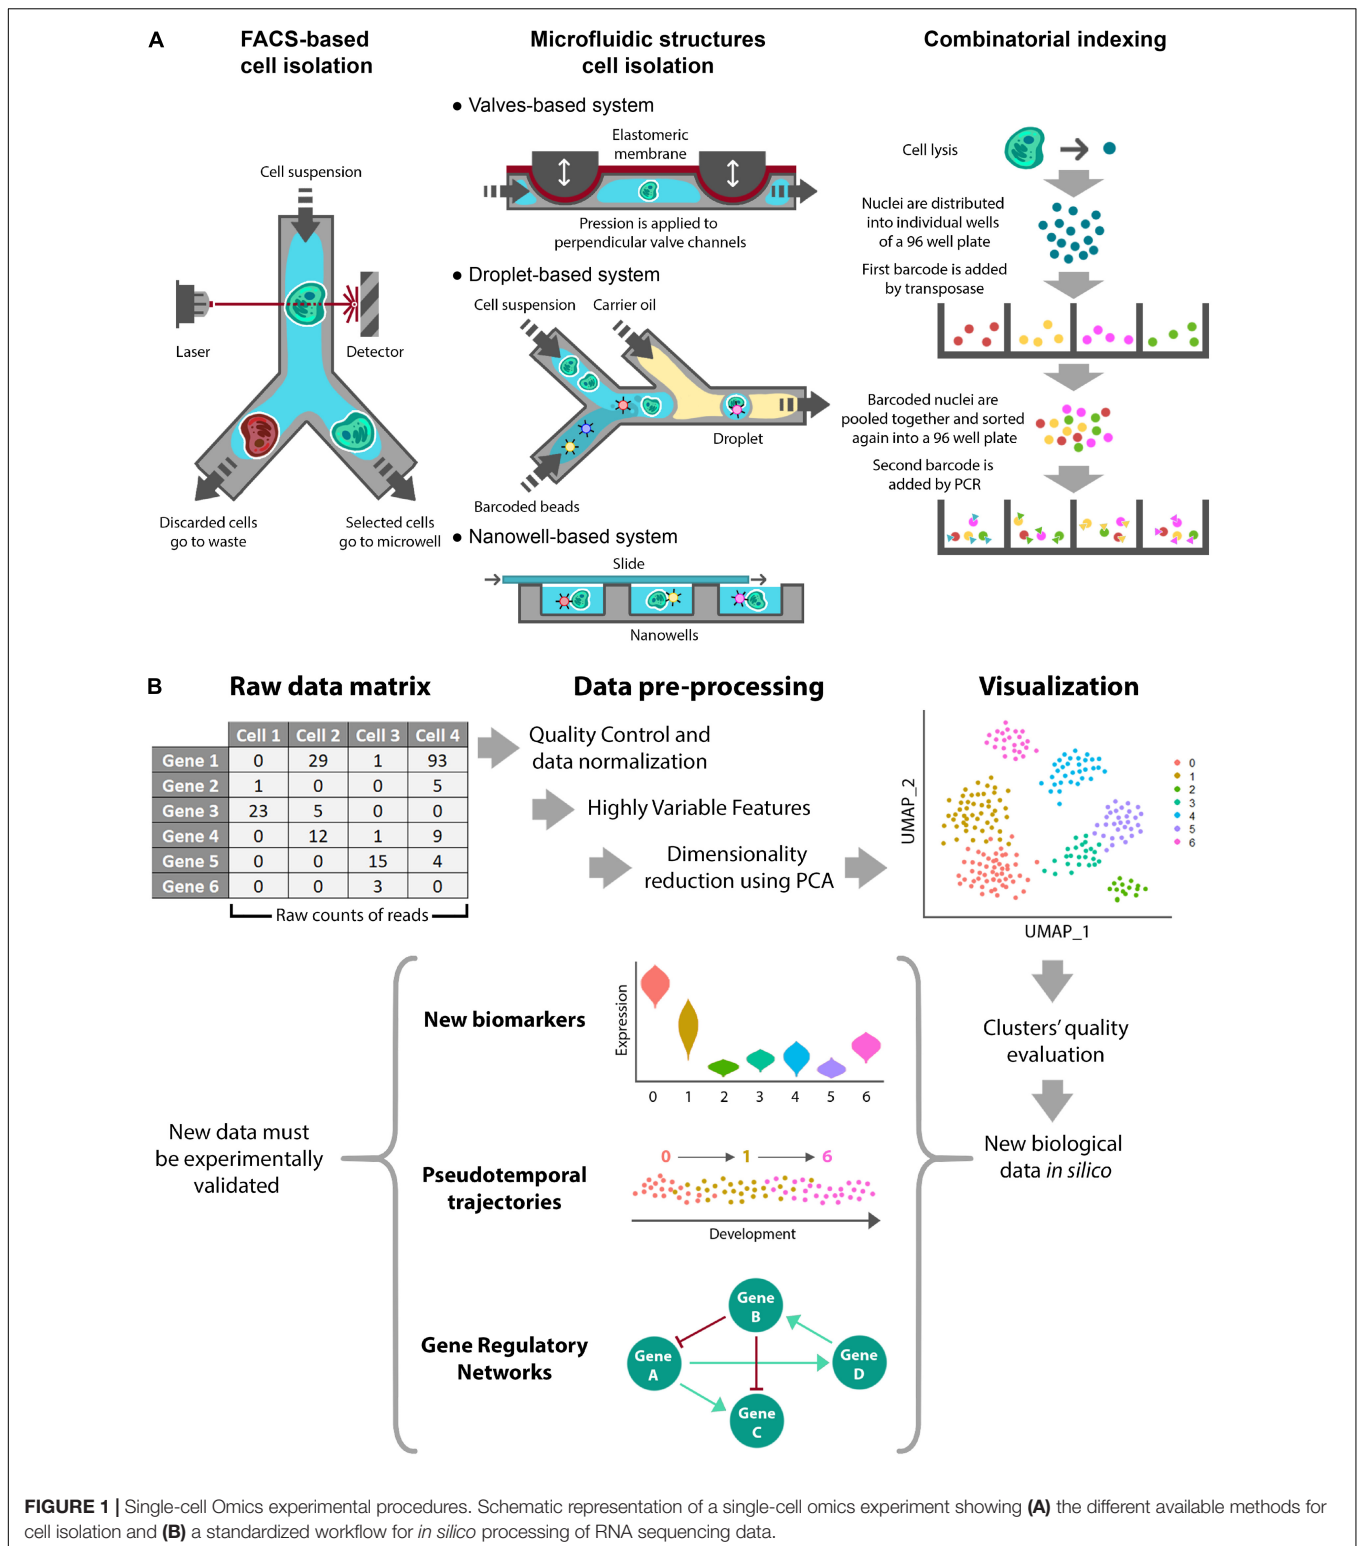 A
FACS-based
cell isolation
Cell suspension
Laser
Detector
Discarded cells
go to waste
Selected cells
go to microwell
Microfluidic structures
cell isolation
● Valves-based system
Elastomeric
membrane
Pression is applied to
perpendicular valve channels
● Droplet-based system
Cell suspension
Carrier oil
Droplet
Barcoded beads
● Nanowell-based system
Slide
Nanowells
Combinatorial indexing
Cell lysis
Nuclei are distributed
into individual wells
of a 96 well plate
First barcode is added
by transposase
Barcoded nuclei are
pooled together and sorted
again into a 96 well plate
Second barcode is
added by PCR
B
Raw data matrix
Cell 1 Cell 2 Cell 3 Cell 4
Gene 1 0 29 1 93
Gene 2 1 0 0 5
Gene 3 23 5 0 0
Gene 4 0 12 1 9
Gene 5 0 0 15 4
Gene 6 0 0 3 0
Raw counts of reads
Data pre-processing
Quality Control and
data normalization
Highly Variable Features
Dimensionality
reduction using PCA
Visualization
UMAP_2
UMAP_1
0
1
2
3
4
5
6
Clusters' quality
evaluation
New biological
data in silico
New biomarkers
Expression
0 1 2 3 4 5 6
Pseudotemporal
trajectories
0 1 6
Development
Gene Regulatory
Networks
Gene
B
Gene
A
Gene
D
Gene
C
New data must
be experimentally
validated
FIGURE 1 | Single-cell Omics experimental procedures. Schematic representation of a single-cell omics experiment showing (A) the different available methods for
cell isolation and (B) a standardized workflow for in silico processing of RNA sequencing data.